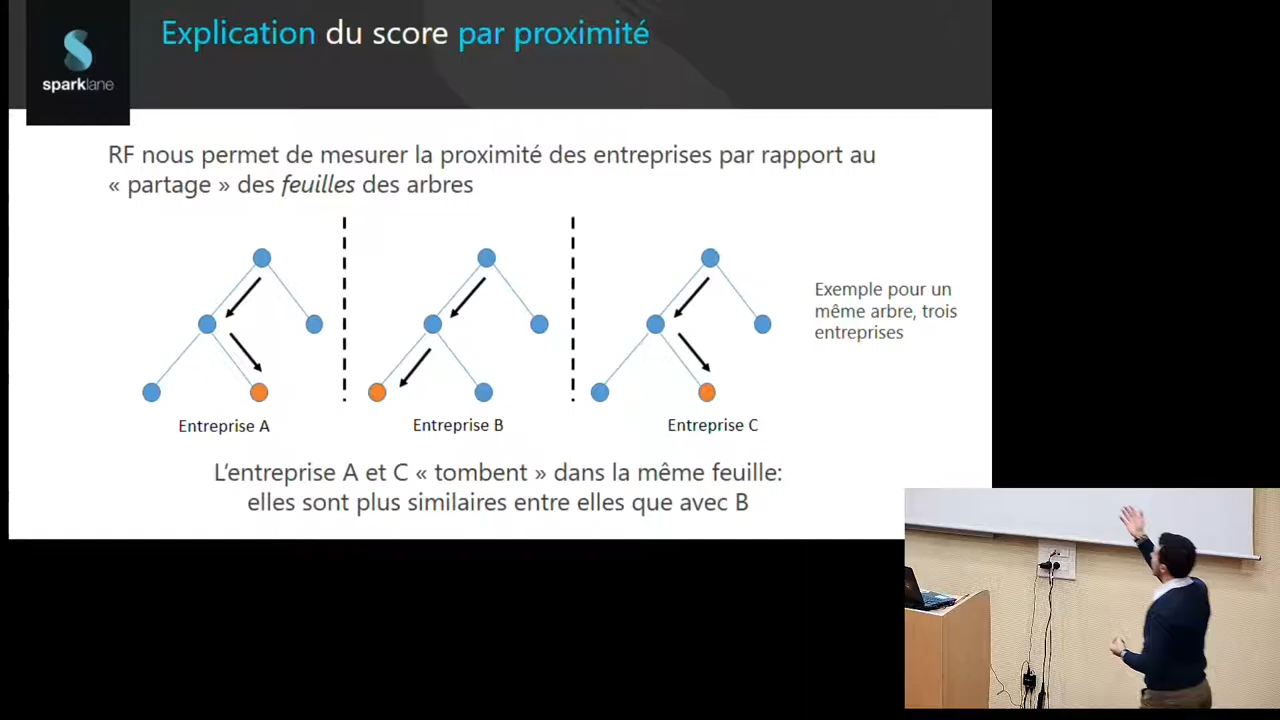 sparklane
Explication du score par proximité
RF nous permet de mesurer la proximité des entreprises par rapport au
« partage » des feuilles des arbres
Exemple pour un
même arbre, trois
entreprises
Entreprise A
Entreprise B
Entreprise C
L’entreprise A et C « tombent » dans la même feuille:
elles sont plus similaires entre elles que avec B